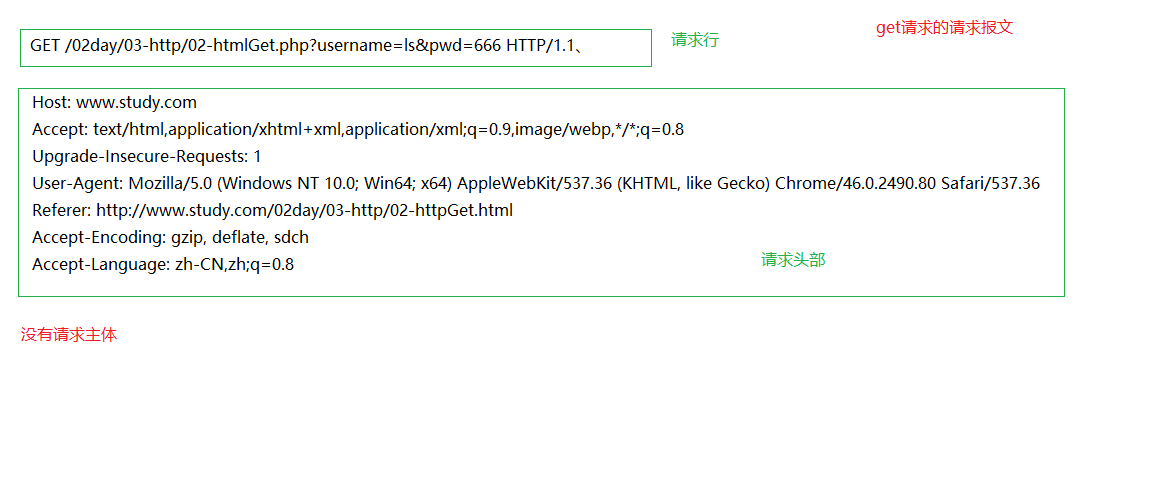 get请求的请求报文
GET /02day/03-http/02-htmlGet.php?username=ls&pwd=666 HTTP/1.1、
请求行
Host: www.study.com
Accept: text/html,application/xhtml+xml,application/xml;q=0.9,image/webp,*/*;q=0.8
Upgrade-Insecure-Requests: 1
User-Agent: Mozilla/5.0 (Windows NT 10.0; Win64; x64) AppleWebKit/537.36 (KHTML, like Gecko) Chrome/46.0.2490.80 Safari/537.36
Referer: http://www.study.com/02day/03-http/02-httpGet.html
Accept-Encoding: gzip, deflate, sdch
Accept-Language: zh-CN,zh;q=0.8
请求头部
没有请求主体